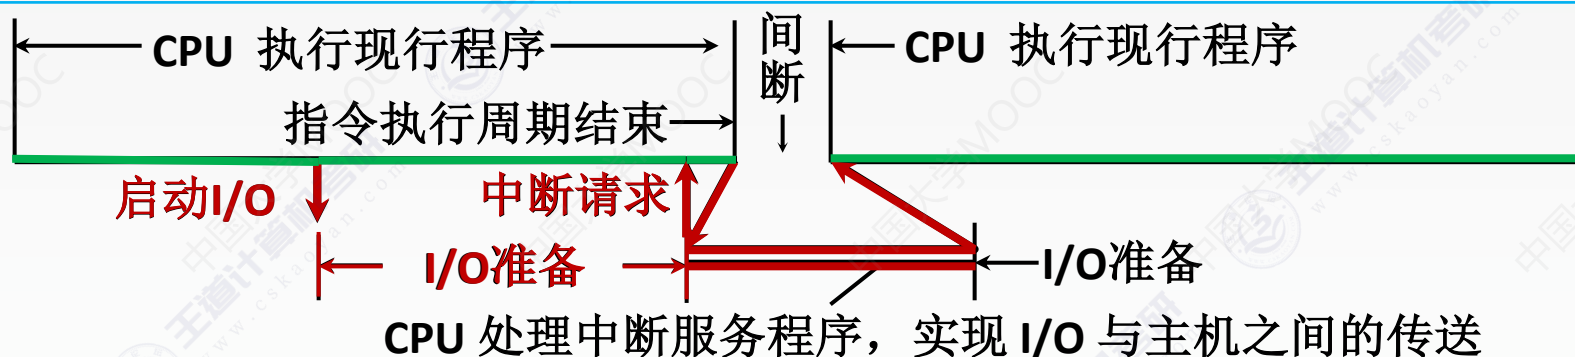 CPU 执行现行程序
间断
CPU 执行现行程序
指令执行周期结束
启动I/O
中断请求
I/O准备
I/O准备
CPU 处理中断服务程序，实现 I/O 与主机之间的传送